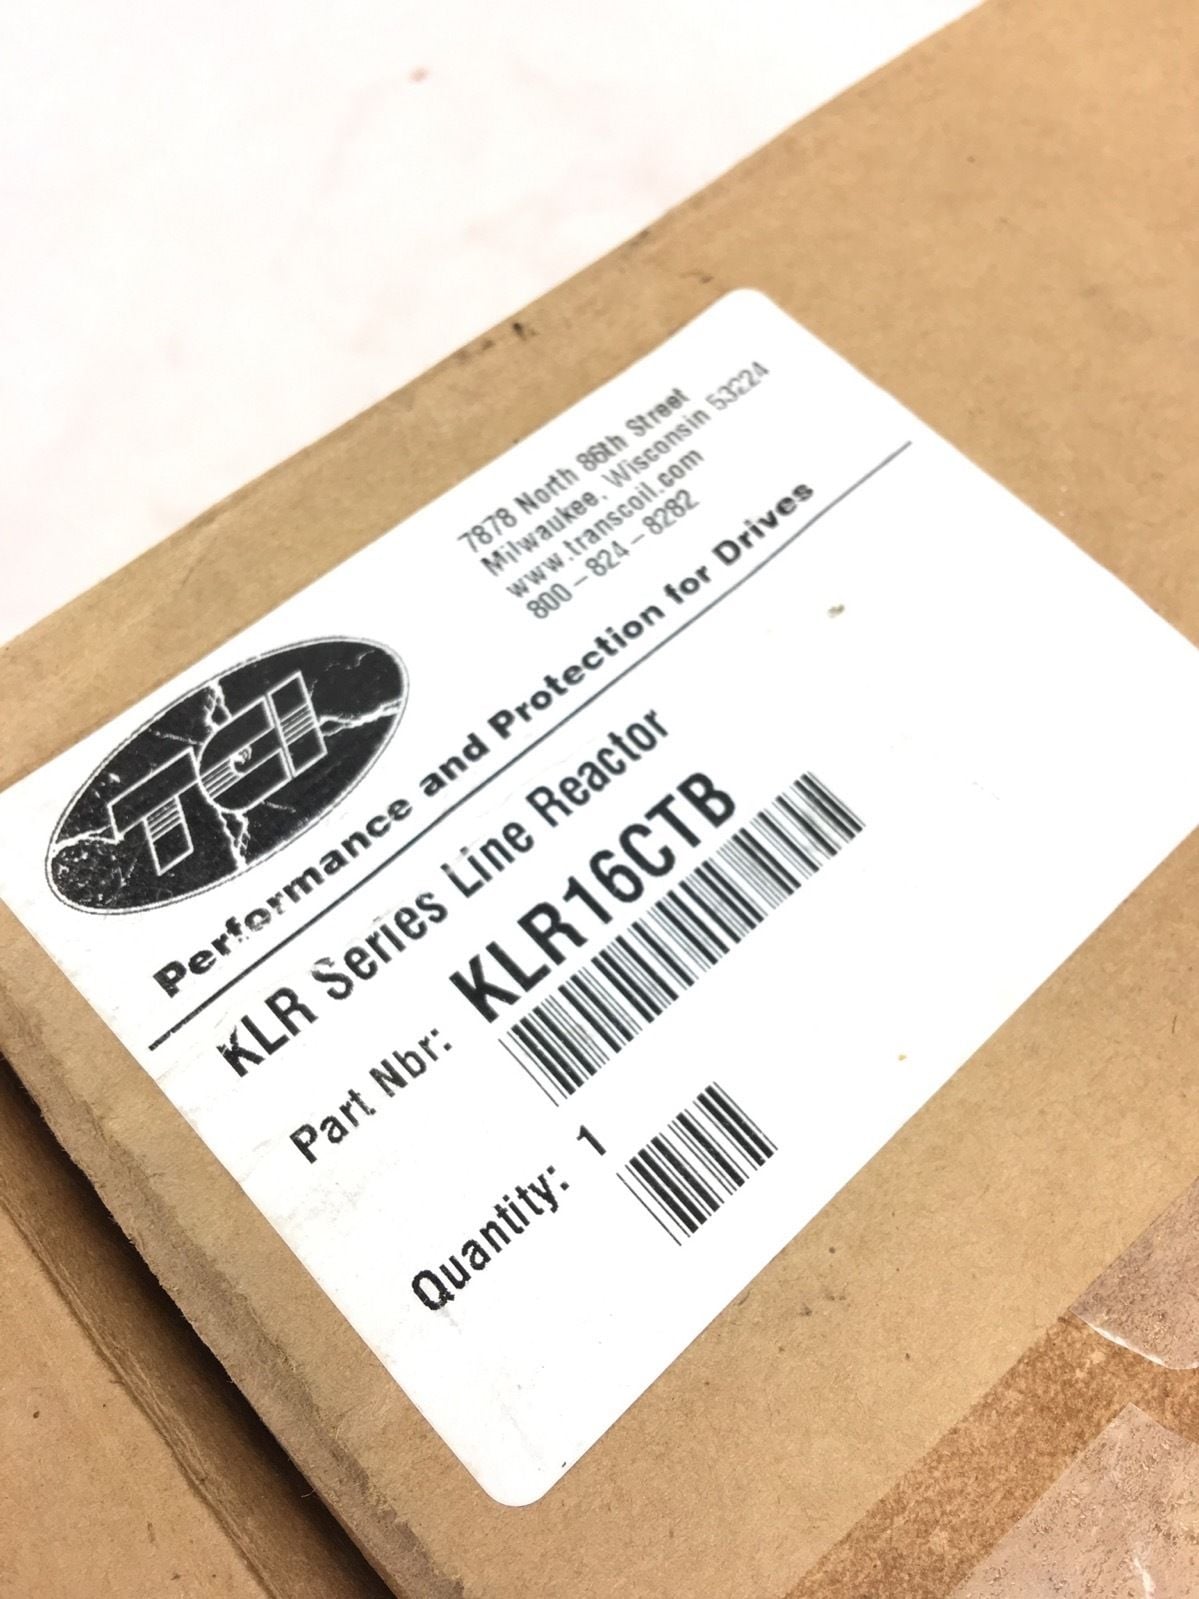 7878 North 86th Street
Milwaukee, Wisconsin 53224
www.transcoil.com
800-824-8282
TCI
Performance and Protection for Drives
KLR Series Line Reactor
Part Nbr: KLR16CTB
Quantity: 1